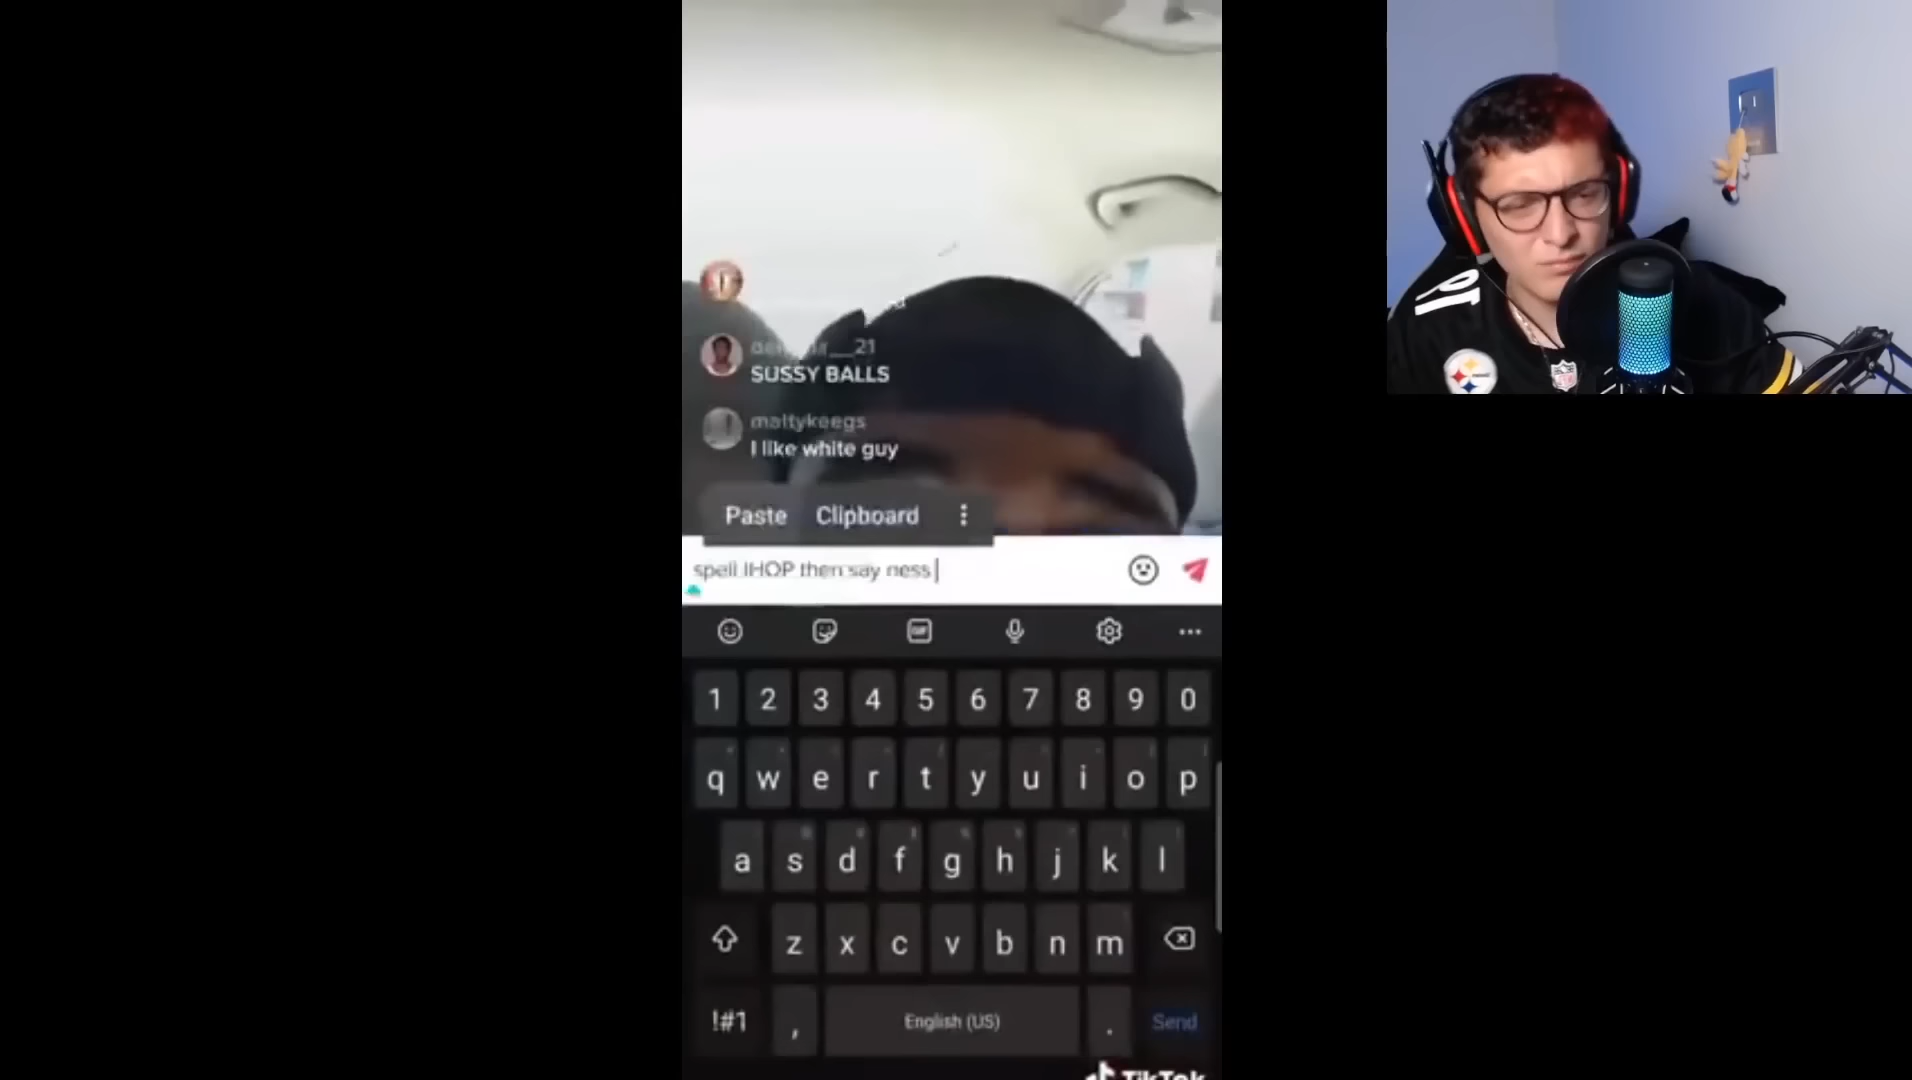 SUSSY BALLS
mattykeegs
I like white guy
Paste Clipboard
spell IHOP then say ness
1 2 3 4 5 6 7 8 9 0
q w e r t y u i o p
a s d f g h j k l
z x c v b n m
!#1 , English (US) . Send
TikTok